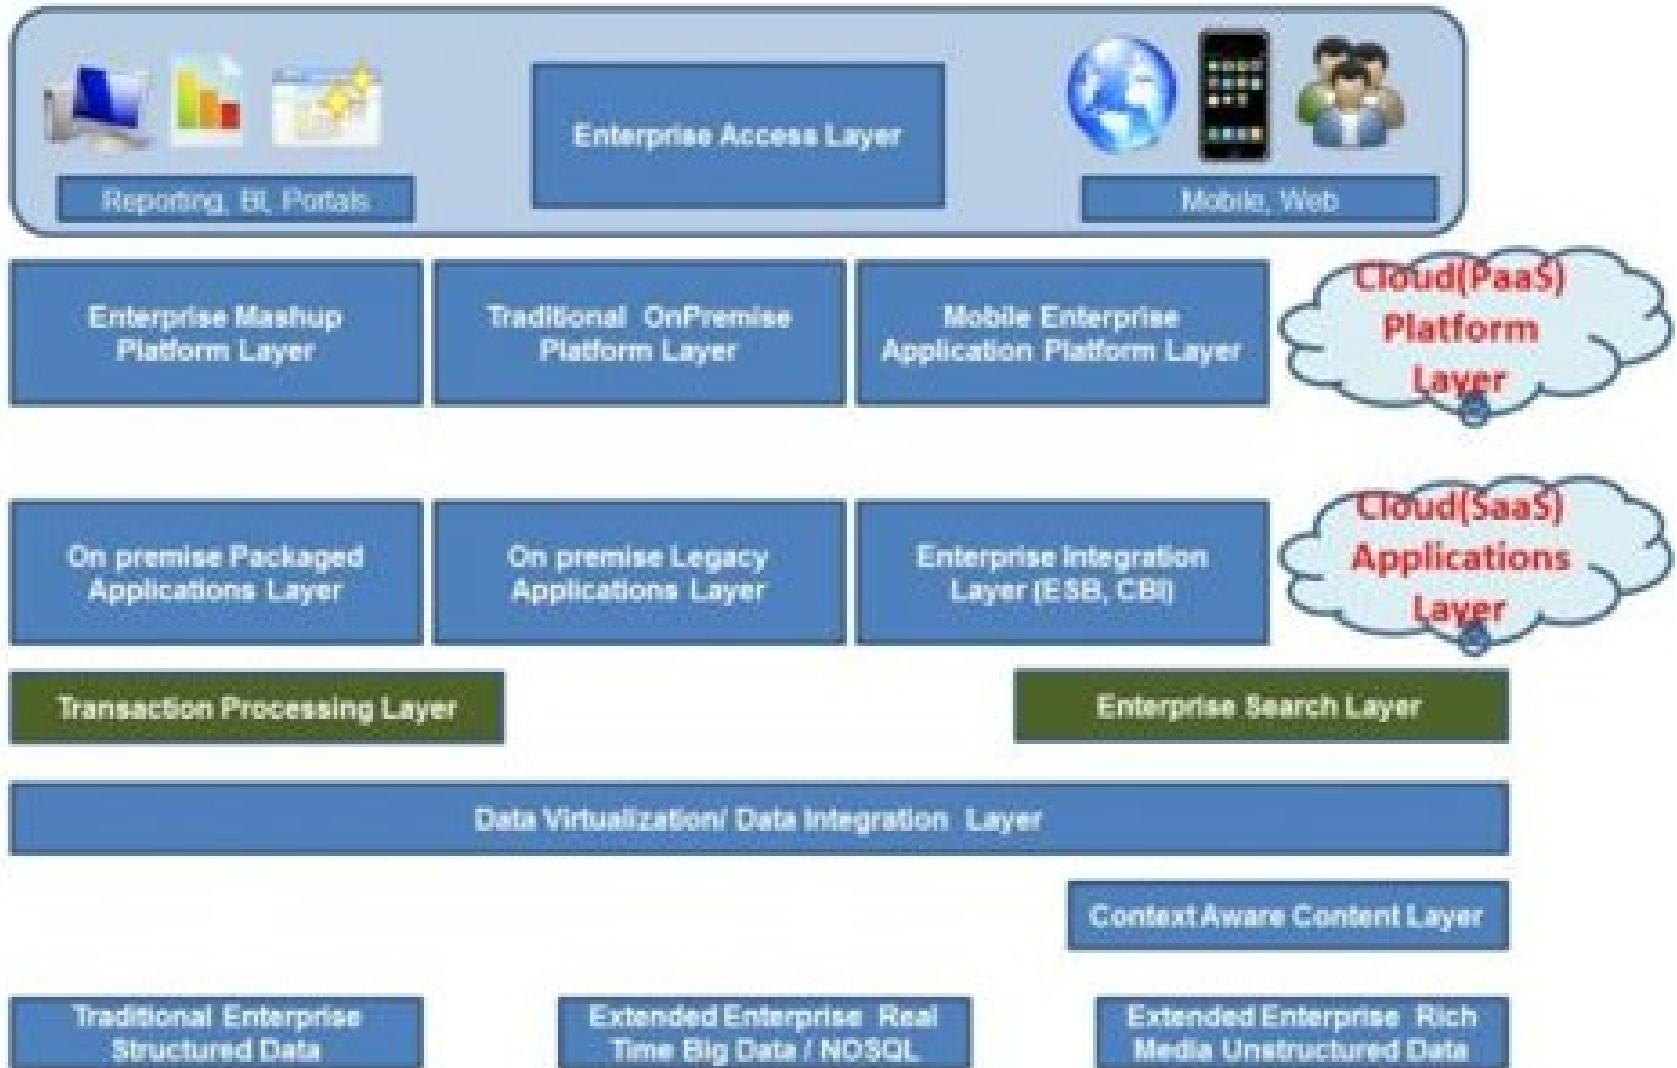 Enterprise Access Layer
Reporting, BI, Portals
Mobile, Web
Enterprise Mashup
Platform Layer
Traditional OnPremise
Platform Layer
Mobile Enterprise
Application Platform Layer
Cloud(PaaS)
Platform
Layer
On premise Packaged
Applications Layer
On premise Legacy
Applications Layer
Enterprise Integration
Layer (ESB, CBI)
Cloud(SaaS)
Applications
Layer
Transaction Processing Layer
Enterprise Search Layer
Data Virtualization/ Data Integration Layer
Context Aware Content Layer
Traditional Enterprise
Structured Data
Extended Enterprise Real
Time Big Data / NOSQL
Extended Enterprise Rich
Media Unstructured Data